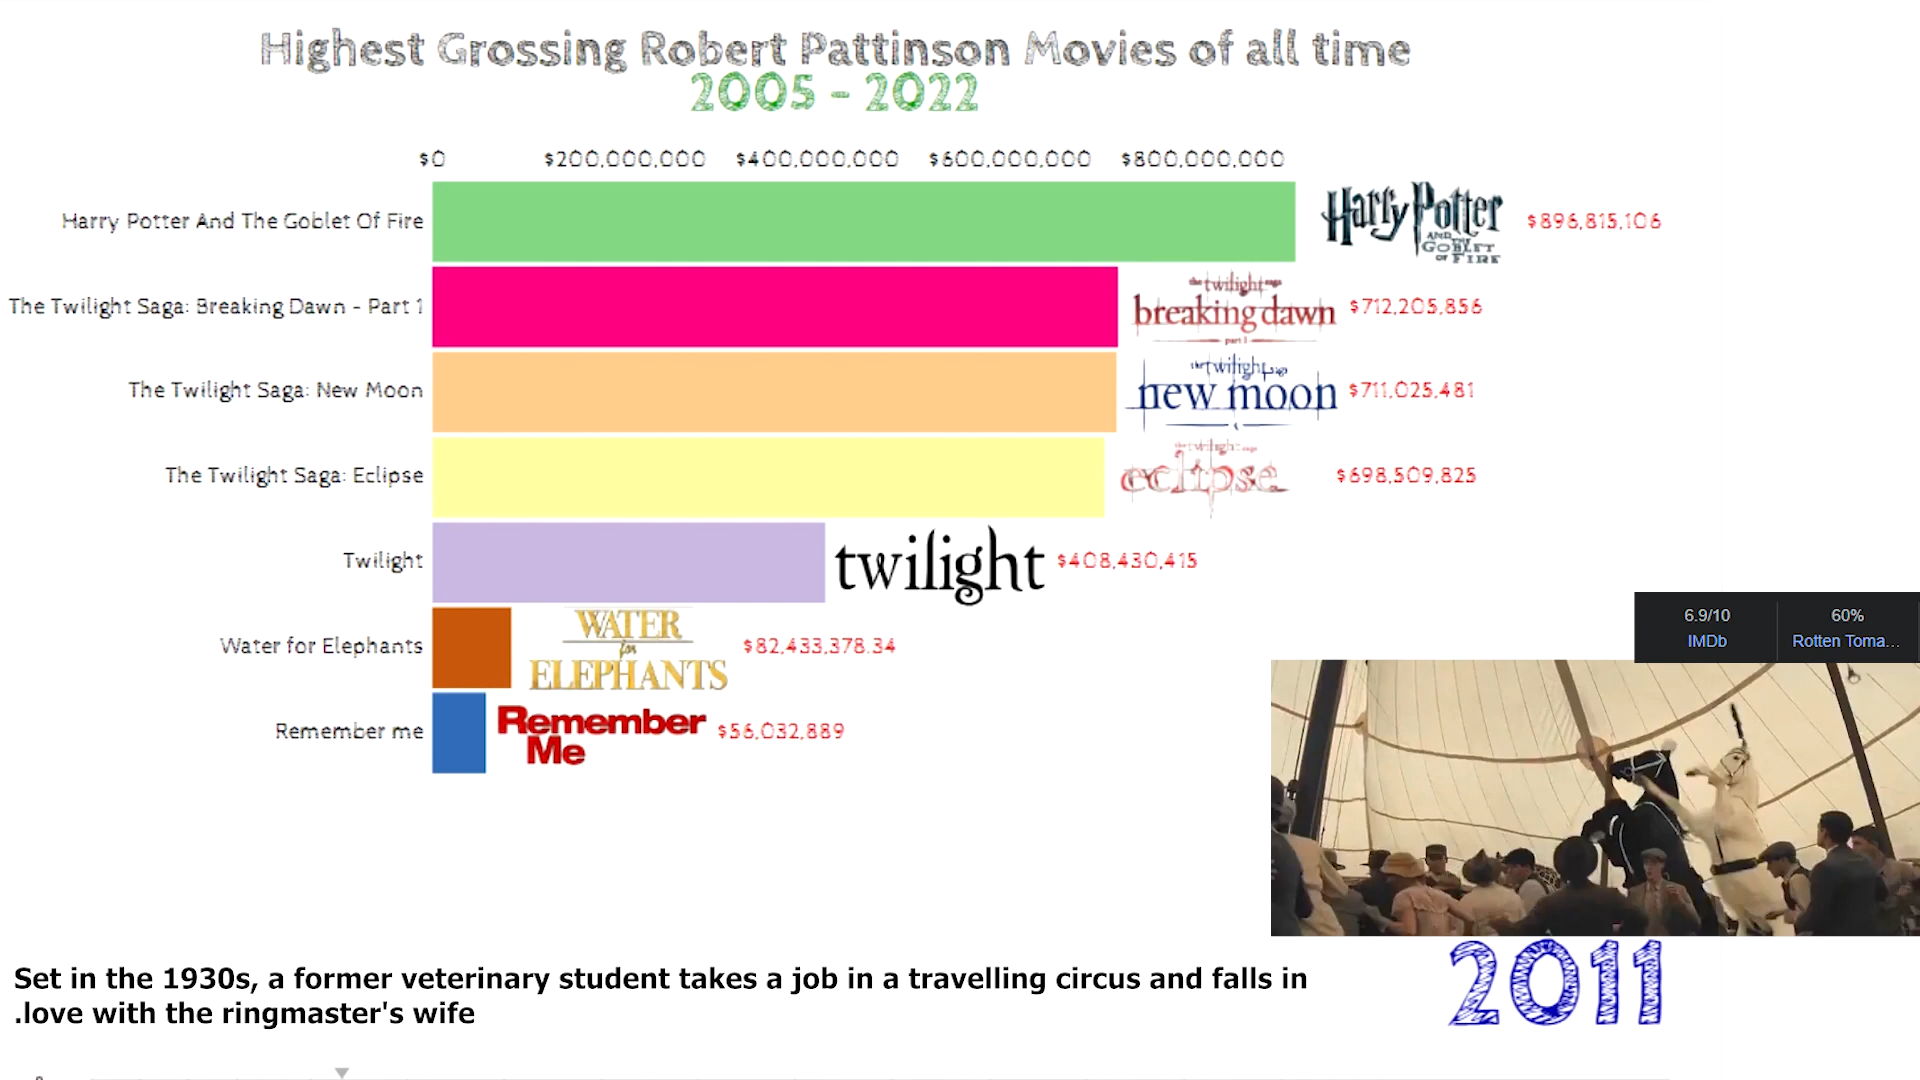 Highest Grossing Robert Pattinson Movies of all time
2005 - 2022
$0 $200,000,000 $400,000,000 $600,000,000 $800,000,000
Harry Potter And The Goblet Of Fire Harry Potter AND THE GOBLET OF FIRE $896,815,106
The Twilight Saga: Breaking Dawn - Part 1 the twilight saga breaking dawn part 1 $712,205,856
The Twilight Saga: New Moon the twilight saga new moon $711,025,481
The Twilight Saga: Eclipse the twilight saga eclipse $698,509,825
Twilight twilight $408,430,415
Water for Elephants WATER for ELEPHANTS $82,433,378.34
Remember me Remember Me $56,032,889
6.9/10 60%
IMDb Rotten Toma...
2011
Set in the 1930s, a former veterinary student takes a job in a travelling circus and falls in
.love with the ringmaster's wife